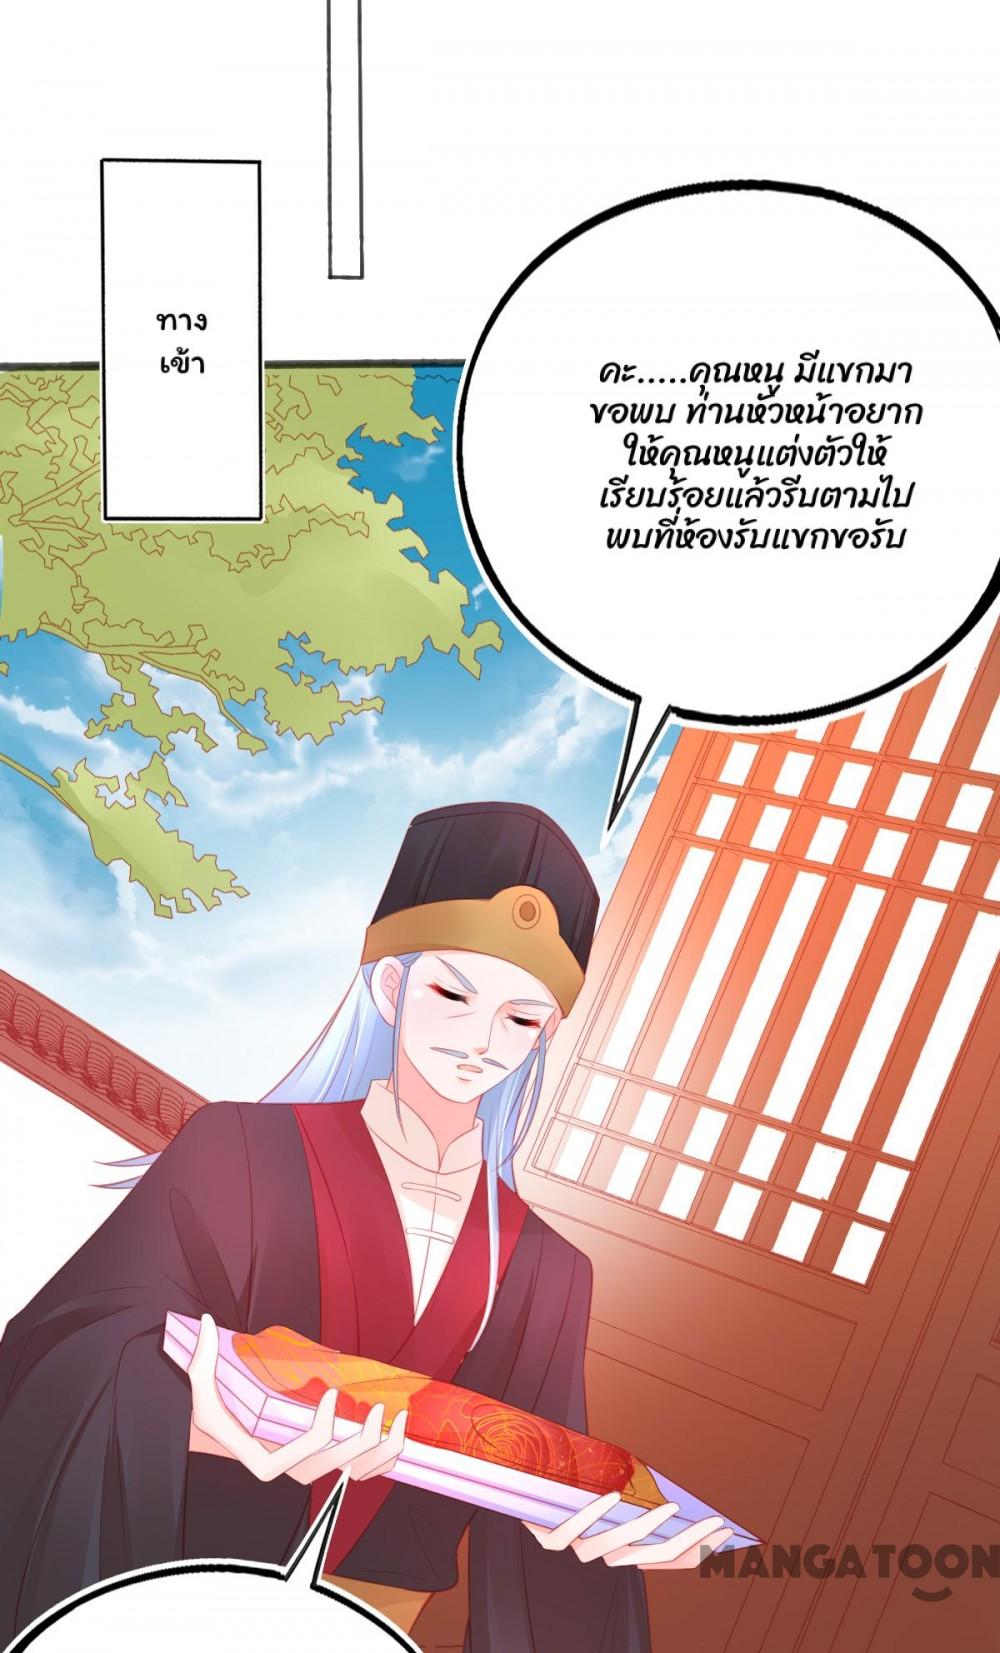 ทาง
เข้า
คะ.....คุณหนู มีแขกมา
ขอพบ ท่านหัวหน้าอยาก
ให้คุณหนูแต่งตัวให้
เรียบร้อยแล้วรีบตามไป
พบที่ห้องรับแขกขอรับ
MANGATOON